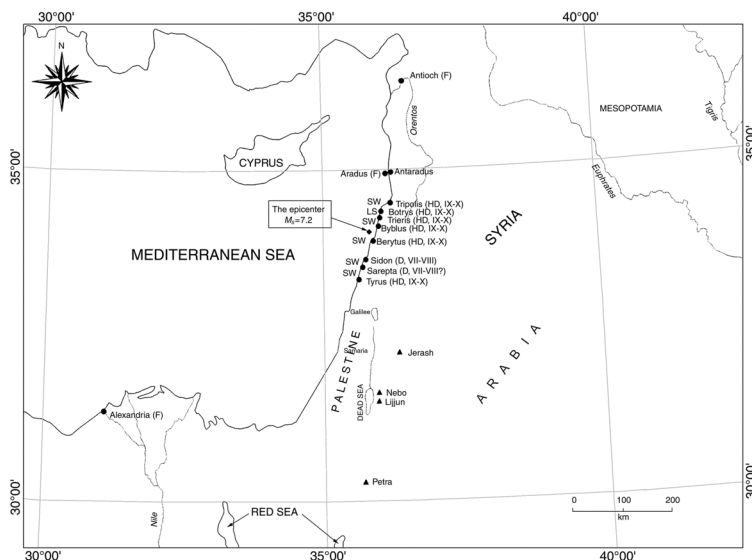 30°00'
35°00'
40°00'
N
Antioch (F)
MESOPOTAMIA
Tigris
Orentos
35°00'
35°00'
CYPRUS
Aradus (F)
Antaradus
Euphrates
SW
Tripolis (HD, IX-X)
LS
Botrys (HD, IX-X)
The epicenter
Ms=7.2
SW
Trieris (HD, IX-X)
Byblus (HD, IX-X)
SYRIA
SW
Berytus (HD, IX-X)
MEDITERRANEAN SEA
SW
Sidon (D, VII-VIII)
SW
Sarepta (D, VII-VIII?)
Tyrus (HD, IX-X)
Galilee
PALESTINE
Samaria
Jerash
ARABIA
DEAD SEA
Nebo
Lijjun
Alexandria (F)
Petra
30°00'
30°00'
0 100 200
km
Nile
RED SEA
30°00'
35°00'
40°00'